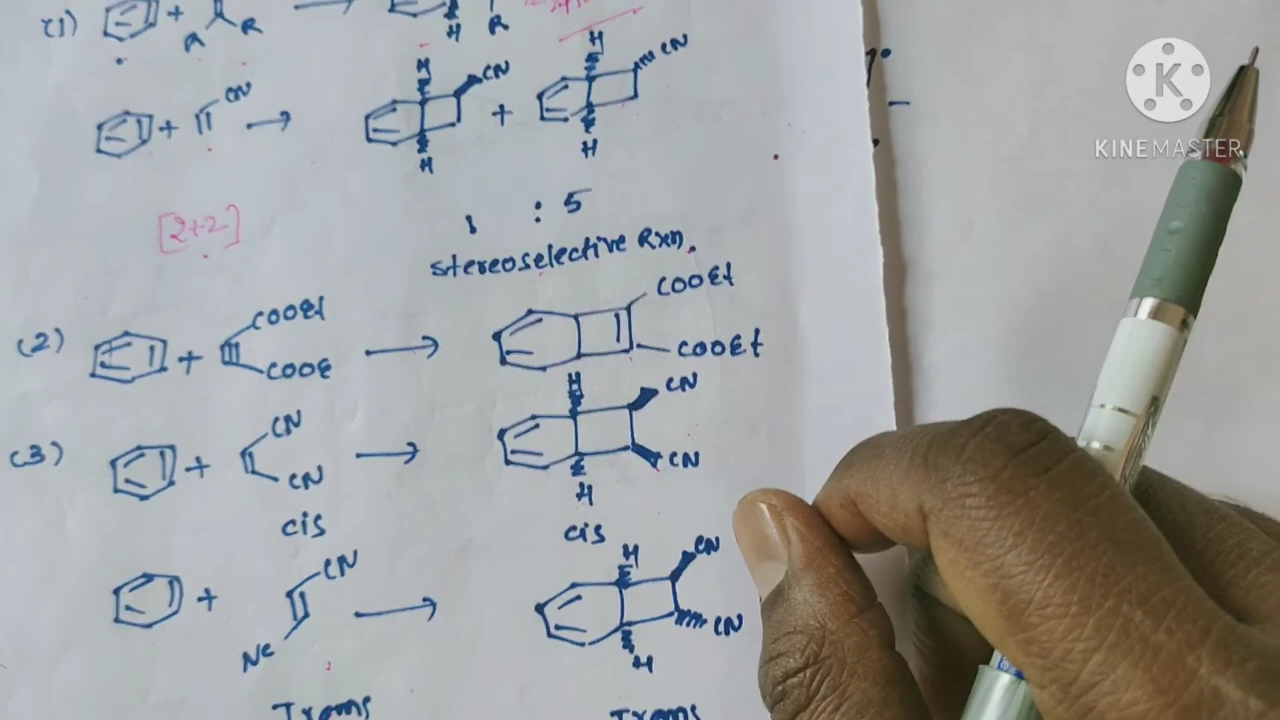 (1) + R R → H R
H CN H CN
+ CN → +
H H
[2+2]
1 : 5
stereoselective Rxn.
(2) + COOEt COOE → COOEt COOEt
(3) + CN CN → H CN CN H
cis cis
+ CN NC → H CN CN H
Trans Trans
K
KINEMASTER